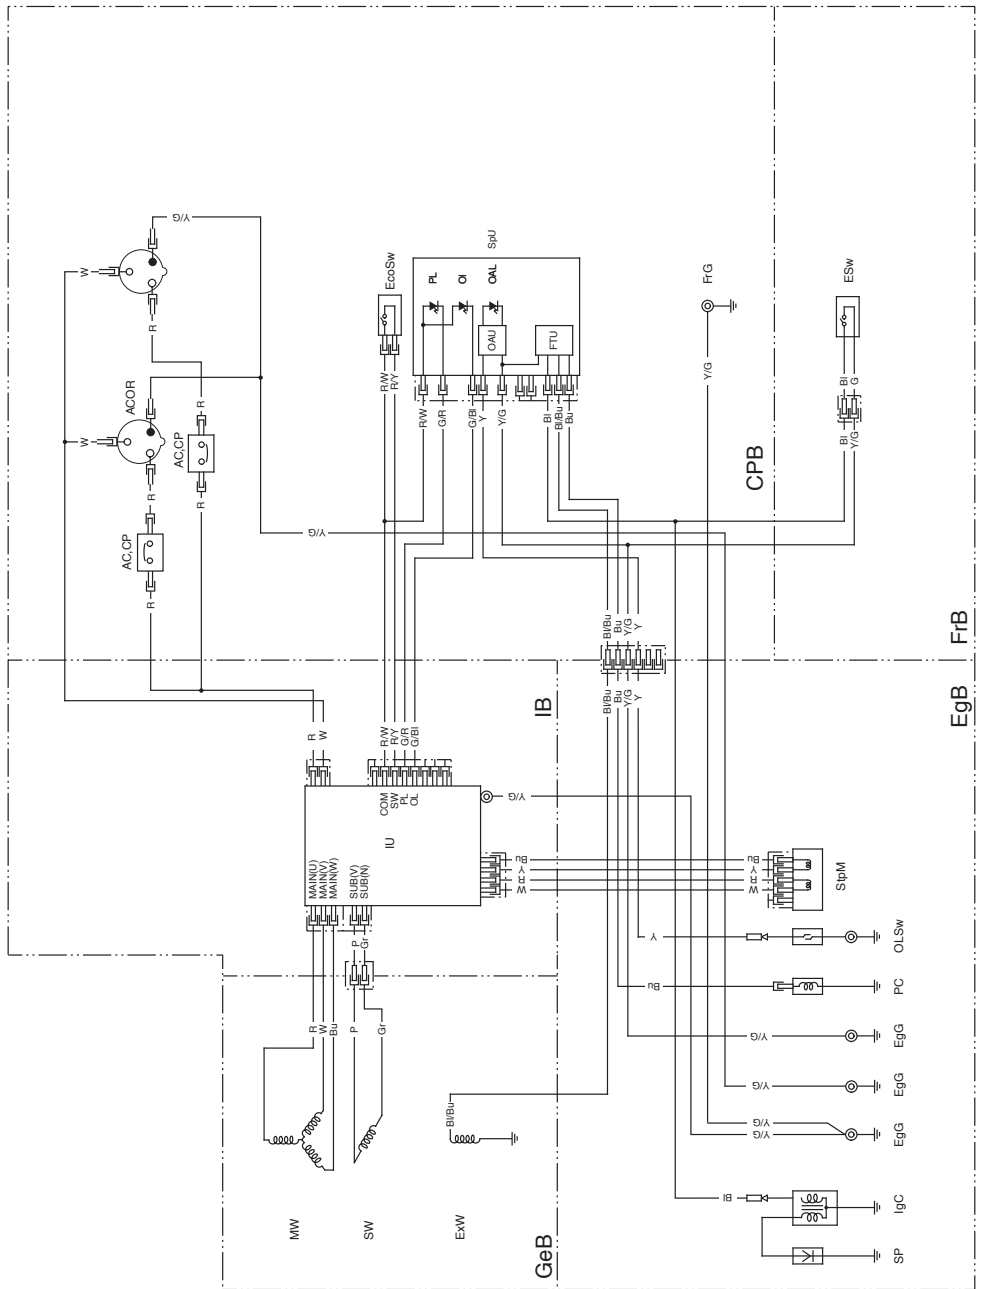 Y/G
W
R
ACOR
W
R
AC,CP
R
R
AC,CP
R
Y/G
EcoSw
R/W
R/Y
SpU
PL
OI
OAL
OAU
FTU
R/W
G/R
G/Bl
Y
Y/G
Bl
Bl/Bu
Bu
FrG
Y/G
ESw
Bl
G
Bl
Y/G
CPB
Bl/Bu
Bu
Y/G
Y
FrB
Bl/Bu
Bu
Y/G
Y
EgB
IB
R
W
R/W
R/Y
G/R
G/Bl
COM
SW
PL
OL
IU
MAIN(U)
MAIN(V)
MAIN(W)
SUB(V)
SUB(N)
Y/G
Bu
Y
R
W
Bu
Y
R
W
StpM
P
Gr
R
W
Bu
P
Gr
Bl/Bu
MW
SW
ExW
GeB
Y
OLSw
Bu
PC
Y/G
EgG
Y/G
EgG
Y/G
Y/G
EgG
Bl
IgC
SP